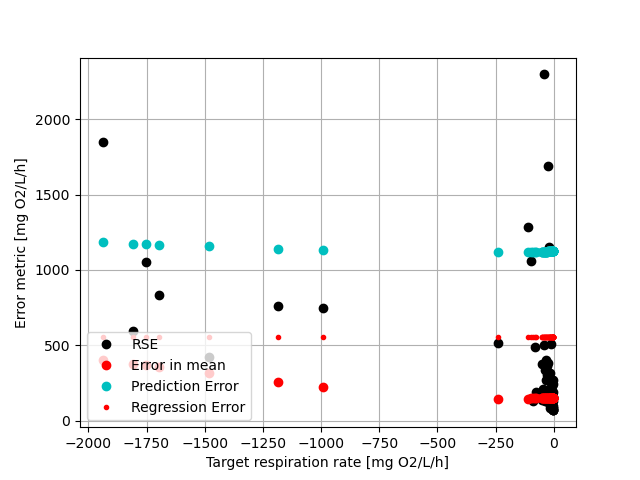 2000
1500
1000
500
0
Error metric [mg O2/L/h]
RSE
Error in mean
Prediction Error
Regression Error
−2000 −1750 −1500 −1250 −1000 −750 −500 −250 0
Target respiration rate [mg O2/L/h]